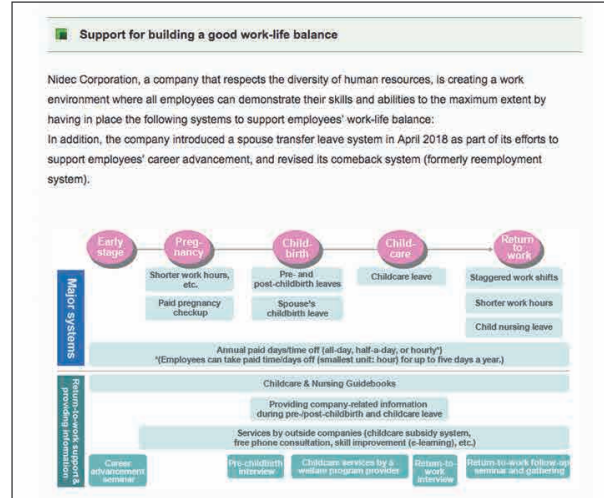 Support for building a good work-life balance
Nidec Corporation, a company that respects the diversity of human resources, is creating a work
environment where all employees can demonstrate their skills and abilities to the maximum extent by
having in place the following systems to support employees' work-life balance:
In addition, the company introduced a spouse transfer leave system in April 2018 as part of its efforts to
support employees' career advancement, and revised its comeback system (formerly reemployment
system).
Early
stage
Preg-
nancy
Child-
birth
Child-
care
Return
to
work
Major systems
Shorter work hours,
etc.
Paid pregnancy
checkup
Pre- and
post-childbirth leaves
Spouse's
childbirth leave
Childcare leave
Staggered work shifts
Shorter work hours
Child nursing leave
Annual paid days/time off (all-day, half-a-day, or hourly*)
*(Employees can take paid time/days off (smallest unit: hour) for up to five days a year.)
Return-to-work support &
providing information
Childcare & Nursing Guidebooks
Providing company-related information
during pre-/post-childbirth and childcare leave
Services by outside companies (childcare subsidy system,
free phone consultation, skill improvement (e-learning), etc.)
Career
advancement
seminar
Pre-childbirth
interview
Childcare services by a
welfare program provider
Return-to-
work
interview
Return-to-work follow-up
seminar and gathering